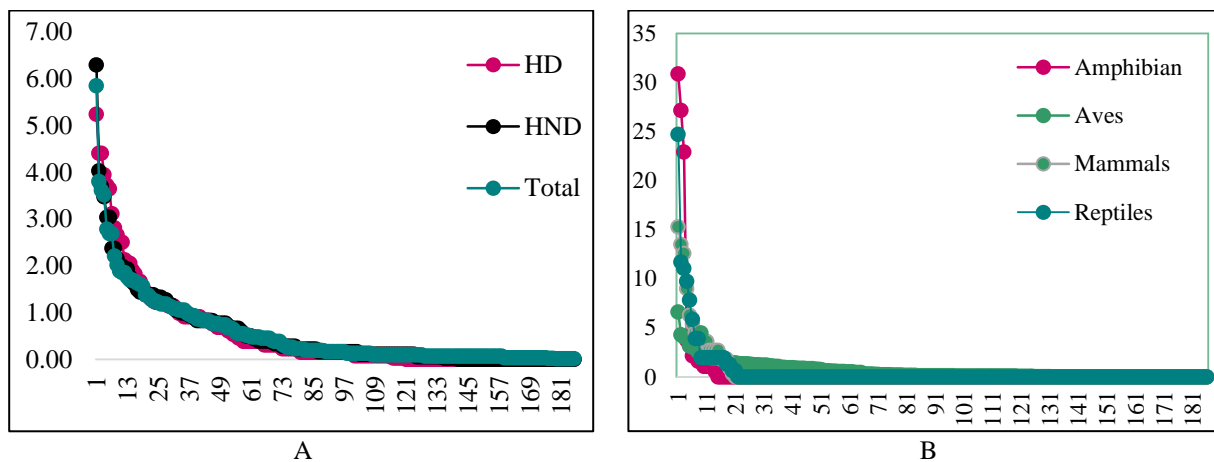 7.00
6.00
5.00
4.00
3.00
2.00
1.00
0.00
1 13 25 37 49 61 73 85 97 109 121 133 145 157 169 181
HD
HND
Total
A
35
30
25
20
15
10
5
0
1 11 21 31 41 51 61 71 81 91 101 111 121 131 141 151 161 171 181
Amphibian
Aves
Mammals
Reptiles
B